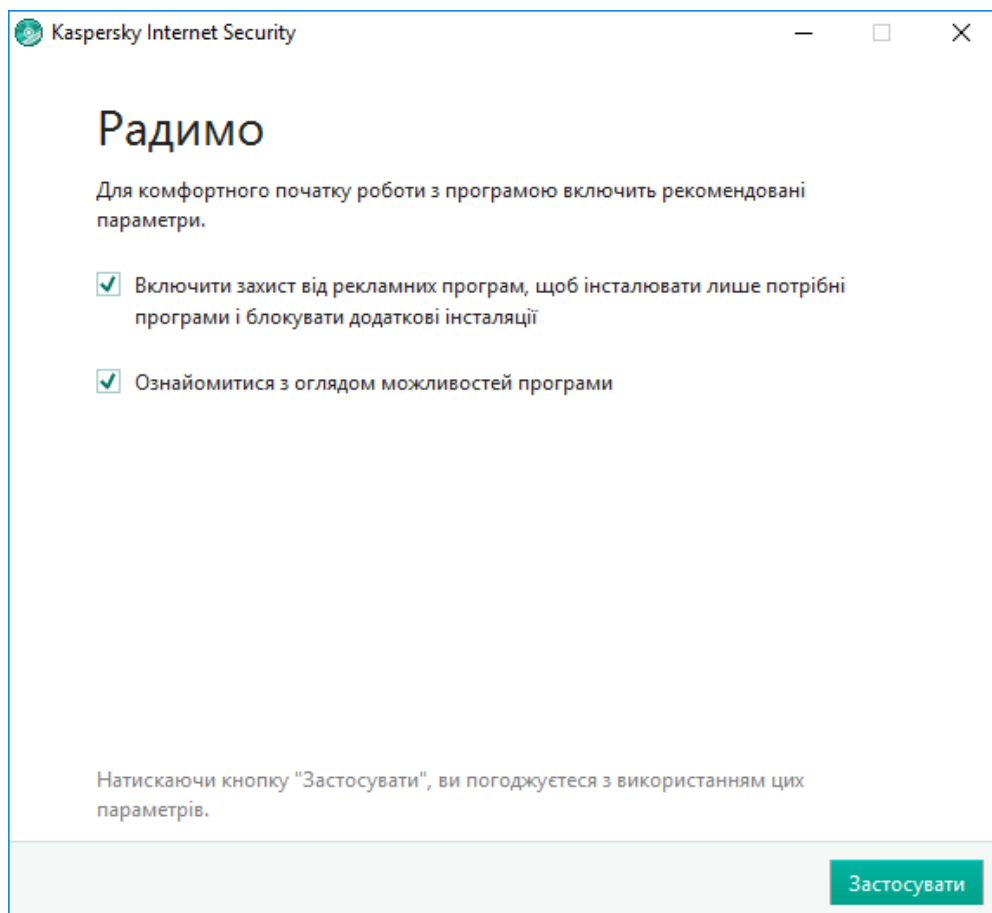 Kaspersky Internet Security
Радимо
Для комфортного початку роботи з програмою включить рекомендовані
параметри.
Включити захист від рекламних програм, щоб інсталювати лише потрібні
програми і блокувати додаткові інсталяції
Ознайомитися з оглядом можливостей програми
Натискаючи кнопку "Застосувати", ви погоджуєтеся з використанням цих
параметрів.
Застосувати